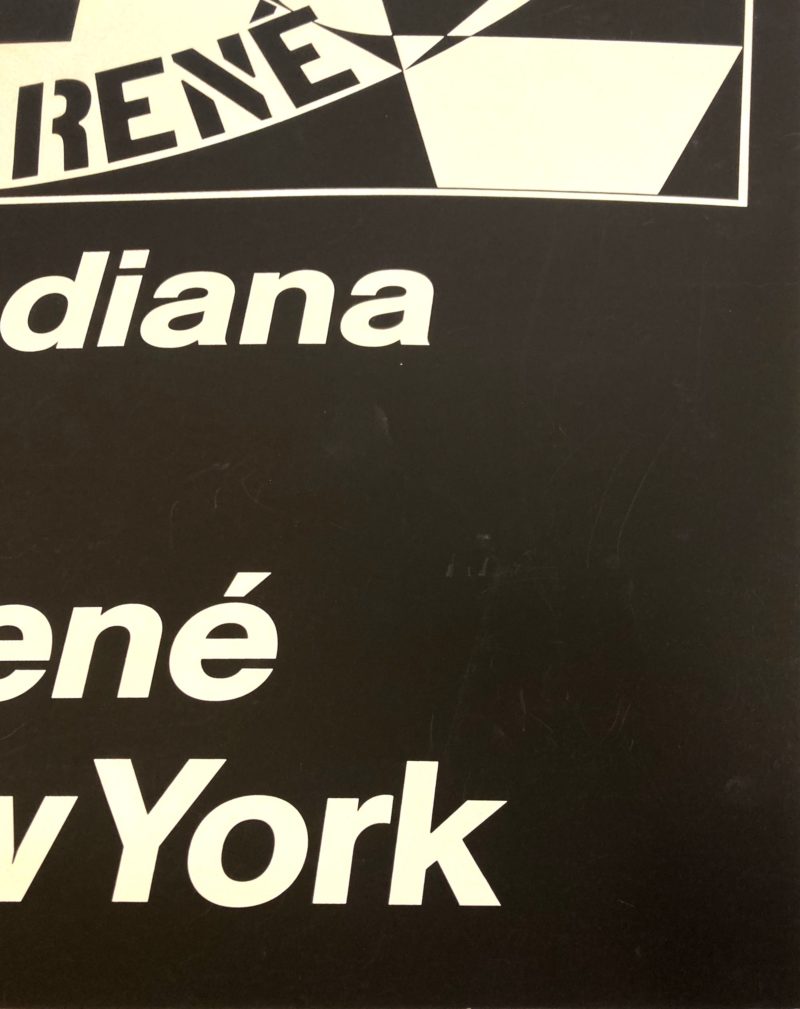 RENÉ
diana
ené
w York